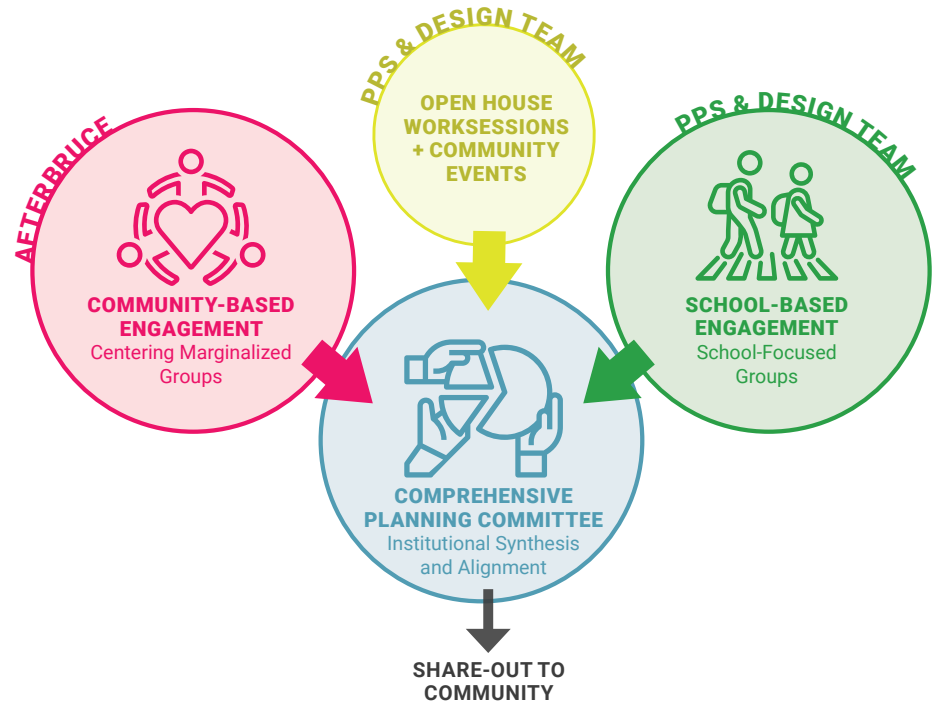 PPS & DESIGN TEAM
OPEN HOUSE
WORKSESSIONS
+ COMMUNITY
EVENTS
AFTERBRUCE
COMMUNITY-BASED
ENGAGEMENT
Centering Marginalized
Groups
PPS & DESIGN TEAM
SCHOOL-BASED
ENGAGEMENT
School-Focused
Groups
COMPREHENSIVE
PLANNING COMMITTEE
Institutional Synthesis
and Alignment
SHARE-OUT TO
COMMUNITY